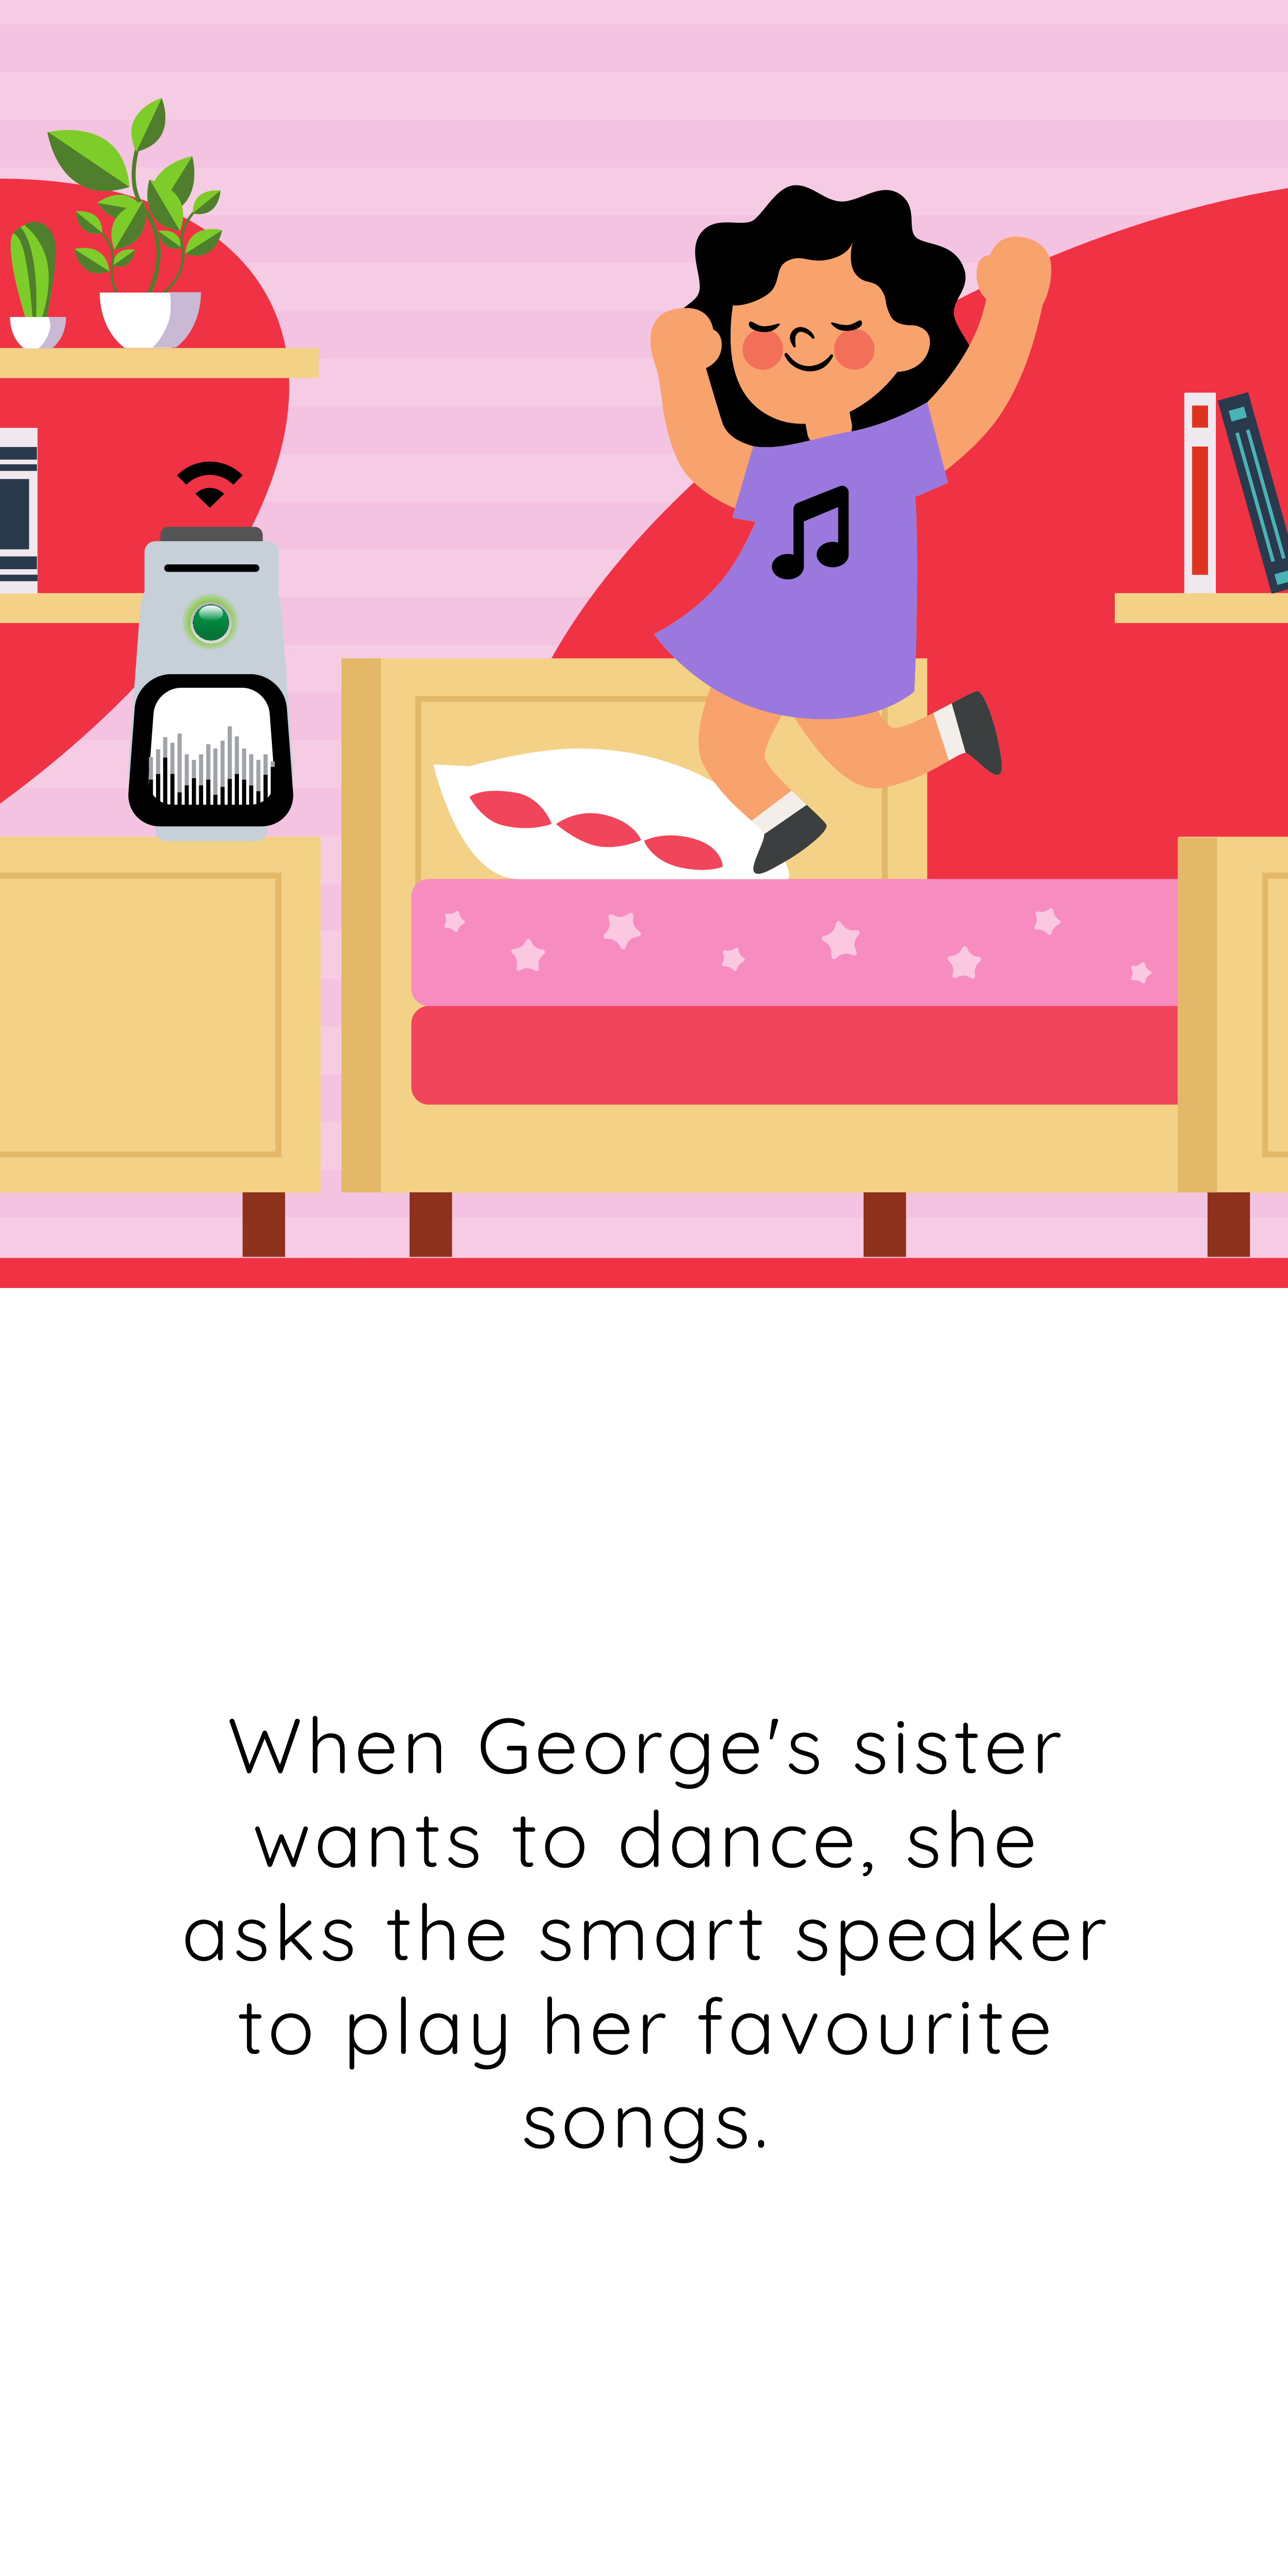 When George's sister
wants to dance, she
asks the smart speaker
to play her favourite
songs.